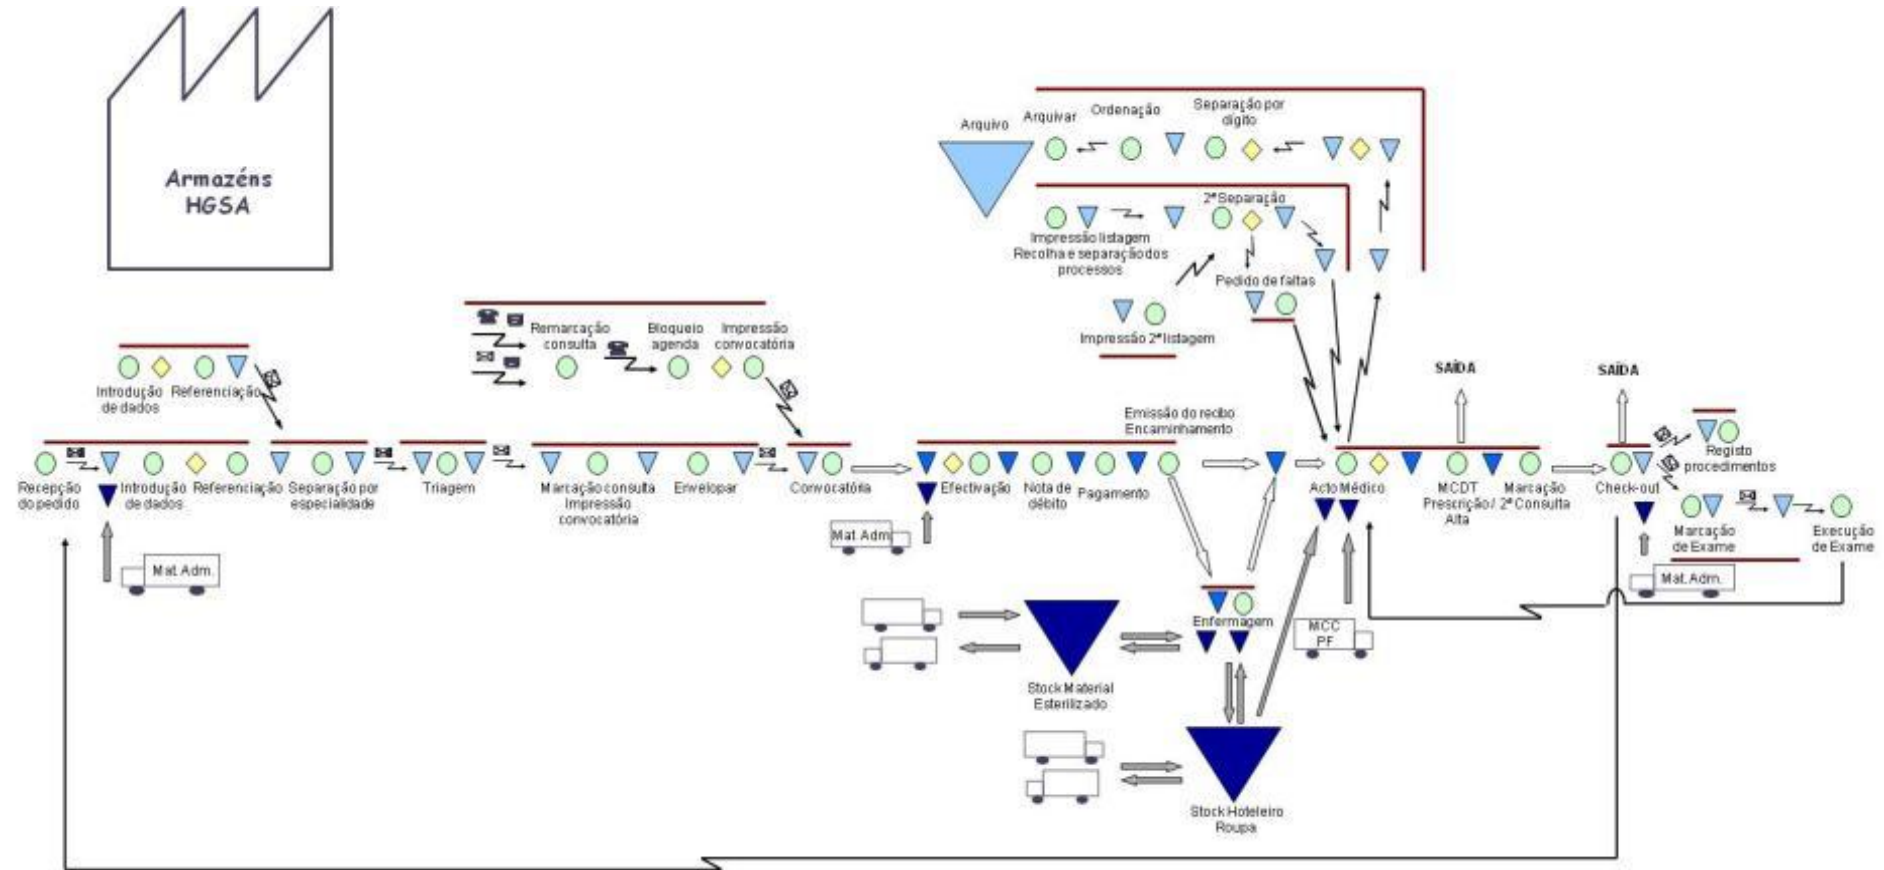 Armazéns
HGSA
Arquivo
Arquivar
Ordenação
Separação por
dígito
2ª Separação
Impressão listagem
Recolha e separação dos
processos
Pedido de faltas
Impressão 2ª listagem
Remarcação
consulta
Bloqueio
agenda
Impressão
convocatória
Introdução
de dados
Referenciação
SAÍDA
SAÍDA
Emissão do recibo
Encaminhamento
Recepção
do pedido
Introdução
de dados
Referenciação
Separação por
especialidade
Triagem
Marcação consulta
Impressão
convocatória
Envelopar
Convocatória
Efectivação
Nota de
débito
Pagamento
Acto Médico
MCDT
Prescrição /
Alta
Marcação
2ª Consulta
Check-out
Registo
procedimentos
Marcação
de Exame
Execução
de Exame
Mat. Adm.
Mat. Adm.
Mat. Adm.
Enfermagem
MCC
PF
Stock Material
Esterilizado
Stock Hoteleiro
Roupa